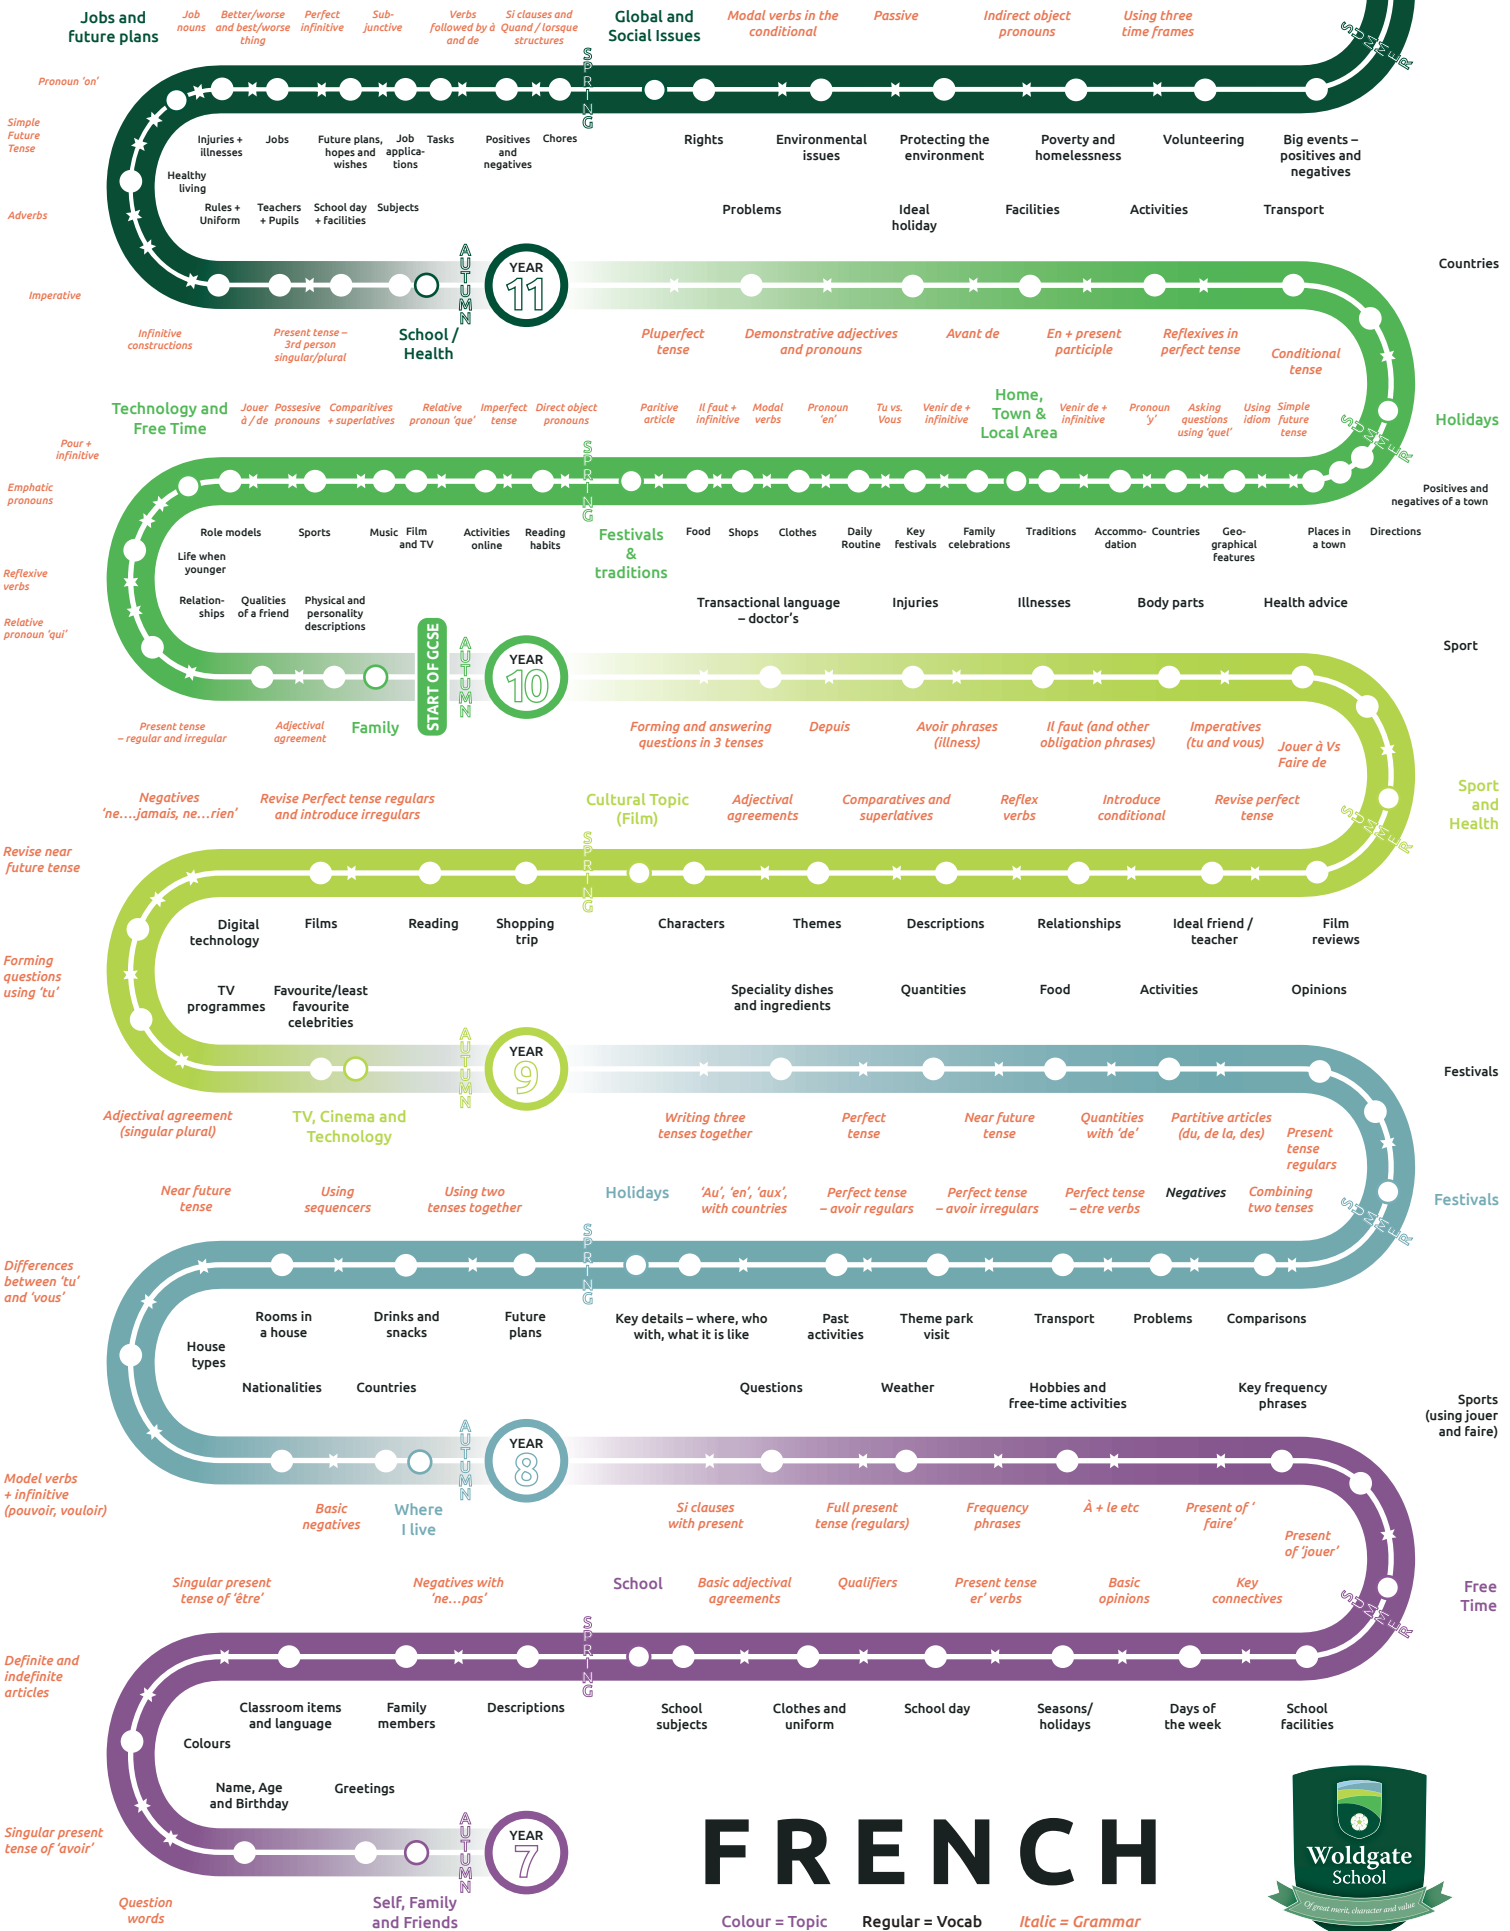 Jobs and
future plans
Job
nouns
Better/worse
and best/worse
thing
Perfect
infinitive
Sub-
junctive
Verbs
followed by à
and de
Si clauses and
Quand / lorsque
structures
Global and
Social Issues
Modal verbs in the
conditional
Passive
Indirect object
pronouns
Using three
time frames
SUMMER
Pronoun ‘on’
SPRING
Simple
Future
Tense
Injuries +
illnesses
Jobs
Future plans,
hopes and
wishes
Job
applica-
tions
Tasks
Positives
and
negatives
Chores
Rights
Environmental
issues
Protecting the
environment
Poverty and
homelessness
Volunteering
Big events –
positives and
negatives
Healthy
living
Adverbs
Rules +
Uniform
Teachers
+ Pupils
School day
+ facilities
Subjects
Problems
Ideal
holiday
Facilities
Activities
Transport
Countries
Imperative
AUTUMN
YEAR
11
Infinitive
constructions
Present tense –
3rd person
singular/plural
School /
Health
Pluperfect
tense
Demonstrative adjectives
and pronouns
Avant de
En + present
participle
Reflexives in
perfect tense
Conditional
tense
Technology and
Free Time
Jouer
à / de
Possesive
pronouns
Comparitives
+ superlatives
Relative
pronoun ‘que’
Imperfect
tense
Direct object
pronouns
Paritive
article
Il faut +
infinitive
Modal
verbs
Pronoun
‘en’
Tu vs.
Vous
Venir de +
infinitive
Home,
Town &
Local Area
Venir de +
infinitive
Pronoun
‘y’
Asking
questions
using ‘quel’
Using
idiom
Simple
future
tense
SUMMER
Holidays
Pour +
infinitive
Emphatic
pronouns
SPRING
Positives and
negatives of a town
Role models
Sports
Music
Film
and TV
Activities
online
Reading
habits
Festivals
&
traditions
Food
Shops
Clothes
Daily
Routine
Key
festivals
Family
celebrations
Traditions
Accommo-
dation
Countries
Geo-
graphical
features
Places in
a town
Directions
Life when
younger
Reflexive
verbs
Relation-
ships
Qualities
of a friend
Physical and
personality
descriptions
Transactional language
– doctor’s
Injuries
Illnesses
Body parts
Health advice
Relative
pronoun ‘qui’
Sport
START OF GCSE
AUTUMN
YEAR
10
Present tense
– regular and irregular
Adjectival
agreement
Family
Forming and answering
questions in 3 tenses
Depuis
Avoir phrases
(illness)
Il faut (and other
obligation phrases)
Imperatives
(tu and vous)
Jouer à Vs
Faire de
Negatives
‘ne....jamais, ne...rien’
Revise Perfect tense regulars
and introduce irregulars
Cultural Topic
(Film)
Adjectival
agreements
Comparatives and
superlatives
Reflex
verbs
Introduce
conditional
Revise perfect
tense
SUMMER
Sport
and
Health
Revise near
future tense
SPRING
Digital
technology
Films
Reading
Shopping
trip
Characters
Themes
Descriptions
Relationships
Ideal friend /
teacher
Film
reviews
Forming
questions
using ‘tu’
TV
programmes
Favourite/least
favourite
celebrities
Speciality dishes
and ingredients
Quantities
Food
Activities
Opinions
Festivals
AUTUMN
YEAR
9
Adjectival agreement
(singular plural)
TV, Cinema and
Technology
Writing three
tenses together
Perfect
tense
Near future
tense
Quantities
with ‘de’
Partitive articles
(du, de la, des)
Present
tense
regulars
Near future
tense
Using
sequencers
Using two
tenses together
Holidays
‘Au’, ‘en’, ‘aux’,
with countries
Perfect tense
– avoir regulars
Perfect tense
– avoir irregulars
Perfect tense
– etre verbs
Negatives
Combining
two tenses
SUMMER
Festivals
Differences
between ‘tu’
and ‘vous’
SPRING
Rooms in
a house
Drinks and
snacks
Future
plans
Key details – where, who
with, what it is like
Past
activities
Theme park
visit
Transport
Problems
Comparisons
House
types
Nationalities
Countries
Questions
Weather
Hobbies and
free-time activities
Key frequency
phrases
Sports
(using jouer
and faire)
AUTUMN
YEAR
8
Model verbs
+ infinitive
(pouvoir, vouloir)
Basic
negatives
Where
I live
Si clauses
with present
Full present
tense (regulars)
Frequency
phrases
À + le etc
Present of ‘
faire’
Present
of ‘jouer’
Singular present
tense of ‘être’
Negatives with
‘ne...pas’
School
Basic adjectival
agreements
Qualifiers
Present tense
er’ verbs
Basic
opinions
Key
connectives
SUMMER
Free
Time
SPRING
Definite and
indefinite
articles
Classroom items
and language
Family
members
Descriptions
School
subjects
Clothes and
uniform
School day
Seasons/
holidays
Days of
the week
School
facilities
Colours
Name, Age
and Birthday
Greetings
Singular present
tense of ‘avoir’
AUTUMN
YEAR
7
Question
words
Self, Family
and Friends
FRENCH
Colour = Topic
Regular = Vocab
Italic = Grammar
Woldgate
School
Of great merit, character and value